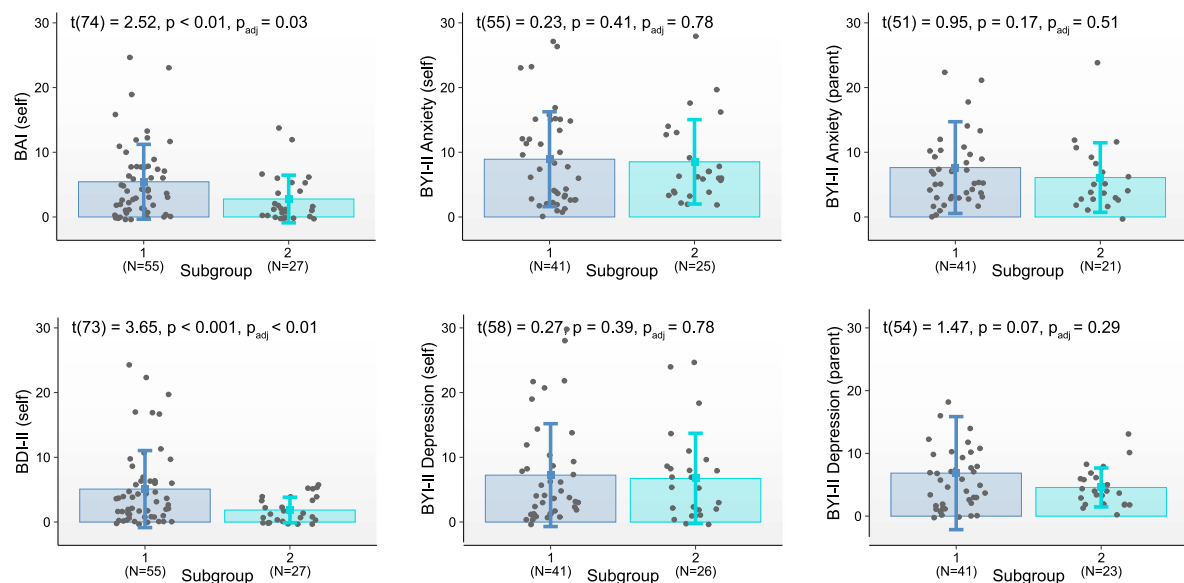 t(74) = 2.52, p < 0.01, padj = 0.03
30
20
10
0
BAI (self)
1
2
(N=55)
Subgroup
(N=27)
t(55) = 0.23, p = 0.41, padj = 0.78
30
20
10
0
BYI-II Anxiety (self)
1
2
(N=41)
Subgroup
(N=25)
t(51) = 0.95, p = 0.17, padj = 0.51
30
20
10
0
BYI-II Anxiety (parent)
1
2
(N=41)
Subgroup
(N=21)
t(73) = 3.65, p < 0.001, padj < 0.01
30
20
10
0
BDI-II (self)
1
2
(N=55)
Subgroup
(N=27)
t(58) = 0.27, p = 0.39, padj = 0.78
30
20
10
0
BYI-II Depression (self)
1
2
(N=41)
Subgroup
(N=26)
t(54) = 1.47, p = 0.07, padj = 0.29
30
20
10
0
BYI-II Depression (parent)
1
2
(N=41)
Subgroup
(N=23)